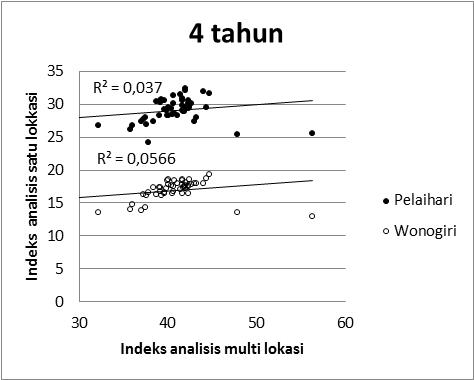 4 tahun
Indeks analisis satu lokkasi
35
30
25
20
15
10
5
0
R² = 0,037
R² = 0,0566
30
40
50
60
Indeks analisis multi lokasi
Pelaihari
Wonogiri